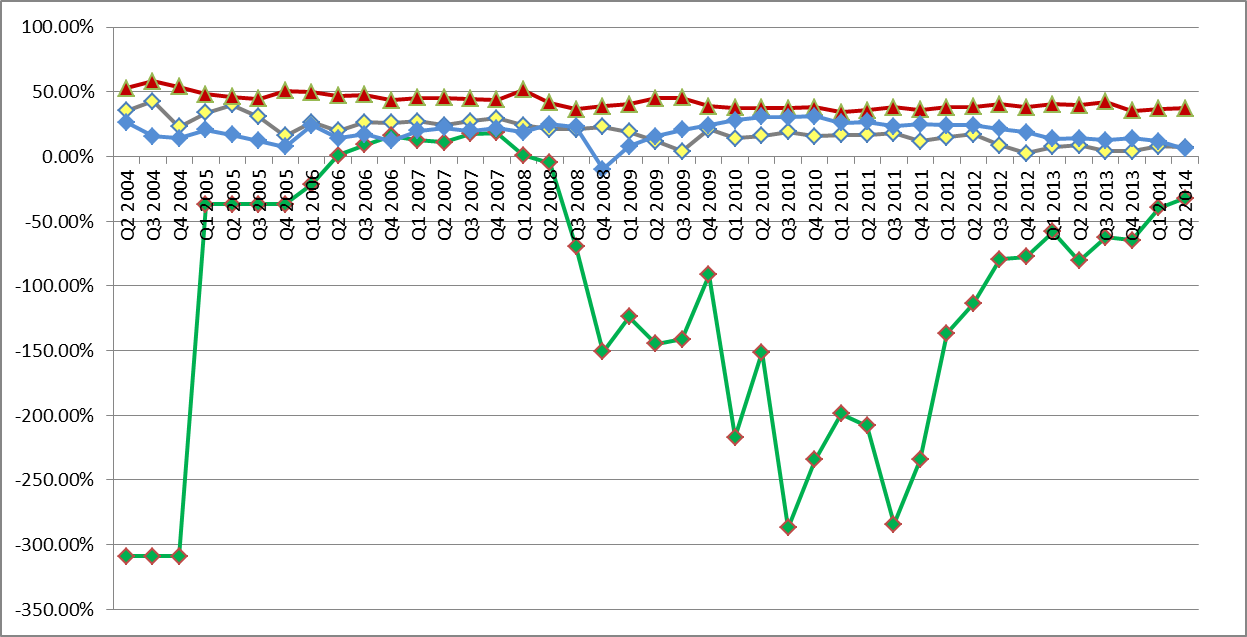 100.00%
50.00%
0.00%
-50.00%
-100.00%
-150.00%
-200.00%
-250.00%
-300.00%
-350.00%
Q2 2004
Q3 2004
Q4 2004
Q1 2005
Q2 2005
Q3 2005
Q4 2005
Q1 2006
Q2 2006
Q3 2006
Q4 2006
Q1 2007
Q2 2007
Q3 2007
Q4 2007
Q1 2008
Q2 2008
Q3 2008
Q4 2008
Q1 2009
Q2 2009
Q3 2009
Q4 2009
Q1 2010
Q2 2010
Q3 2010
Q4 2010
Q1 2011
Q2 2011
Q3 2011
Q4 2011
Q1 2012
Q2 2012
Q3 2012
Q4 2012
Q1 2013
Q2 2013
Q3 2013
Q4 2013
Q1 2014
Q2 2014